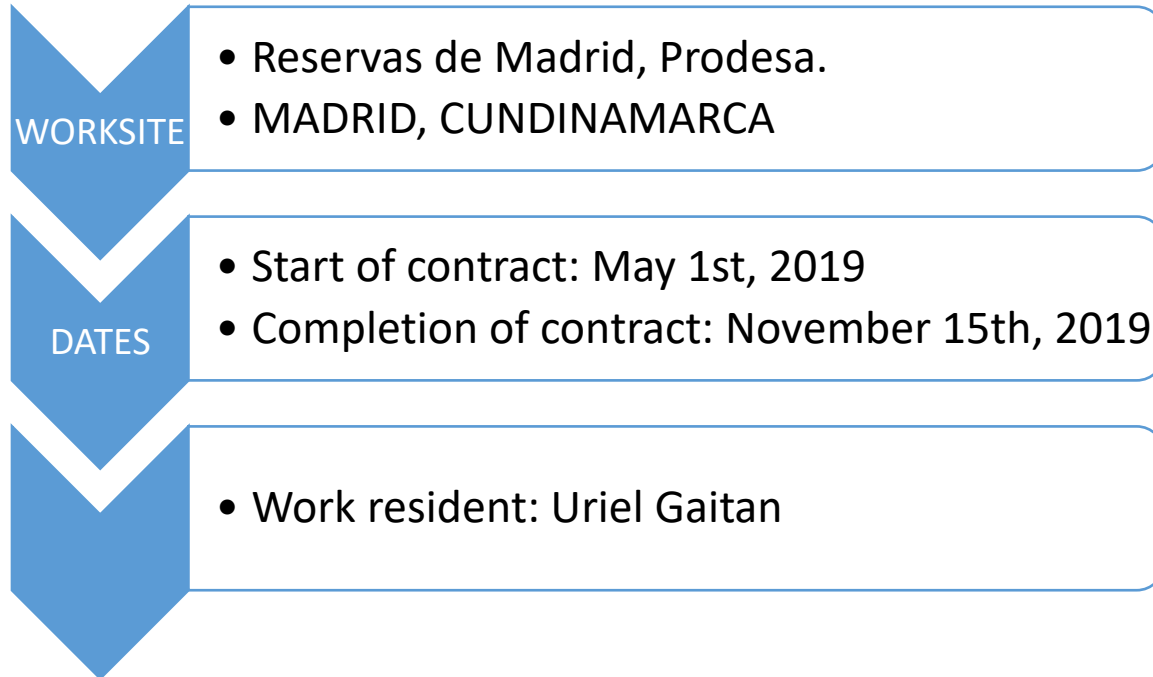 WORKSITE
• Reservas de Madrid, Prodesa.
• MADRID, CUNDINAMARCA
DATES
• Start of contract: May 1st, 2019
• Completion of contract: November 15th, 2019
• Work resident: Uriel Gaitan